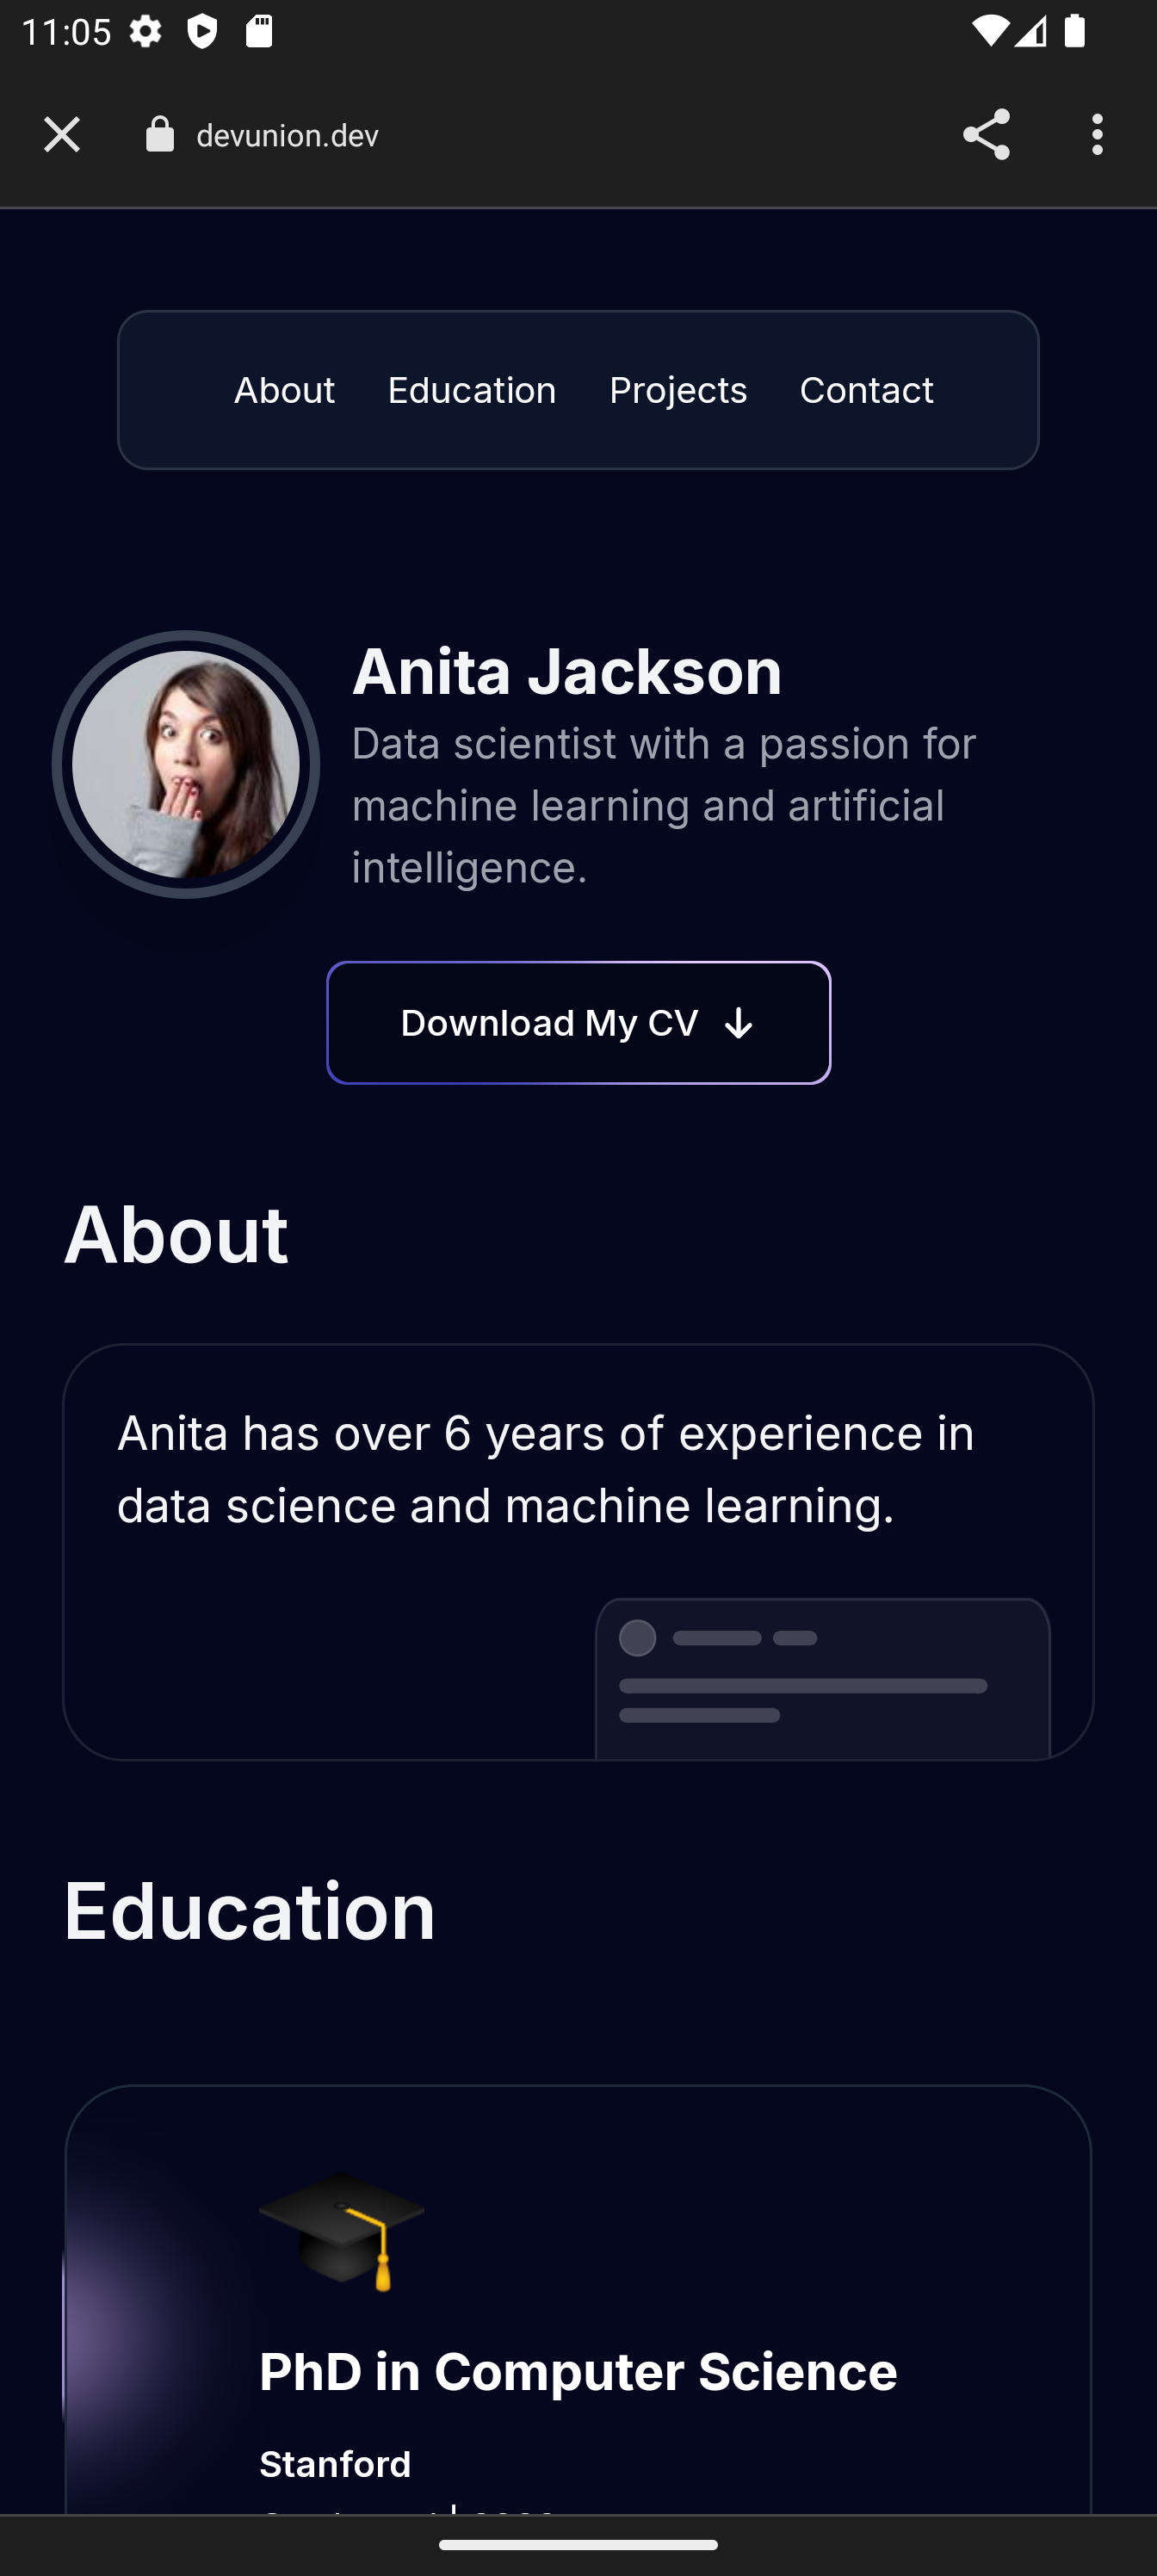 11:05
devunion.dev
About Education Projects Contact
Anita Jackson
Data scientist with a passion for
machine learning and artificial
intelligence.
Download My CV
About
Anita has over 6 years of experience in
data science and machine learning.
Education
PhD in Computer Science
Stanford